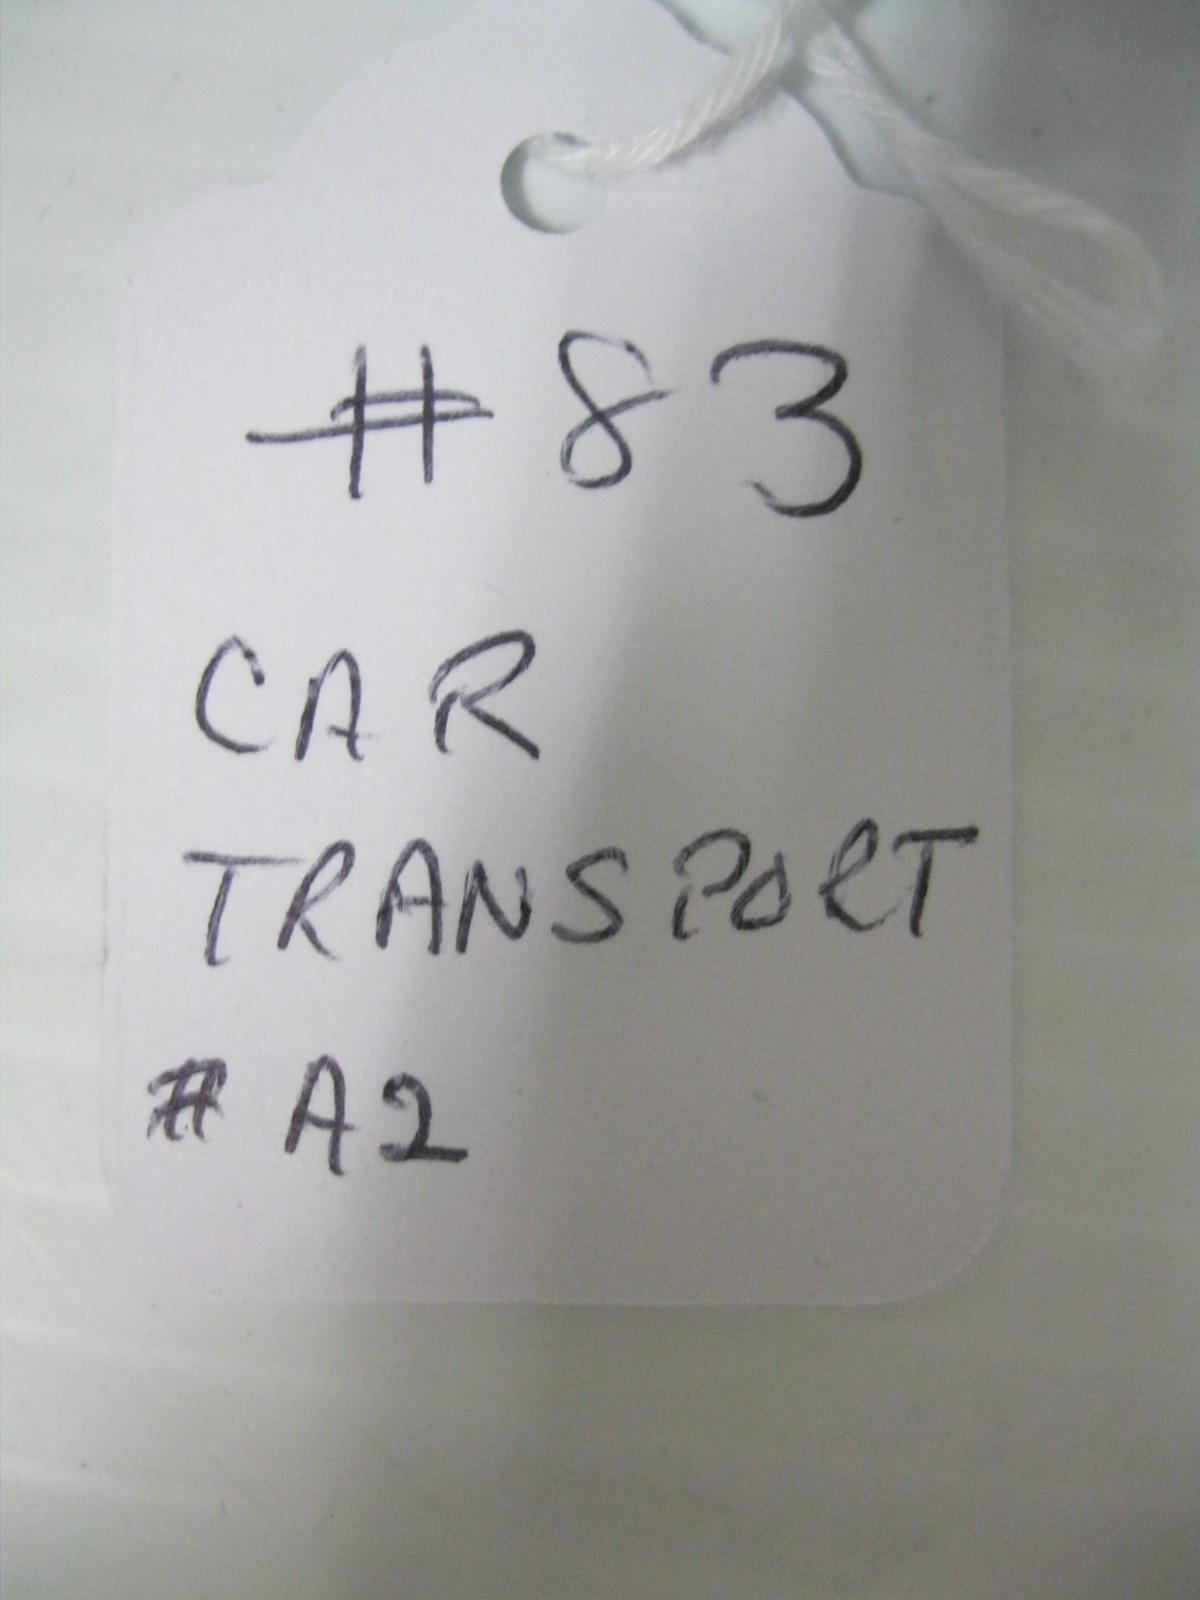 #83
CAR
TRANSPORT
# A2